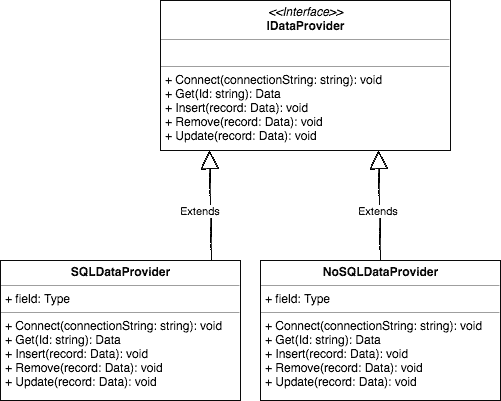 <<Interface>>
IDataProvider
+ Connect(connectionString: string): void
+ Get(Id: string): Data
+ Insert(record: Data): void
+ Remove(record: Data): void
+ Update(record: Data): void
Extends
Extends
SQLDataProvider
+ field: Type
+ Connect(connectionString: string): void
+ Get(Id: string): Data
+ Insert(record: Data): void
+ Remove(record: Data): void
+ Update(record: Data): void
NoSQLDataProvider
+ field: Type
+ Connect(connectionString: string): void
+ Get(Id: string): Data
+ Insert(record: Data): void
+ Remove(record: Data): void
+ Update(record: Data): void